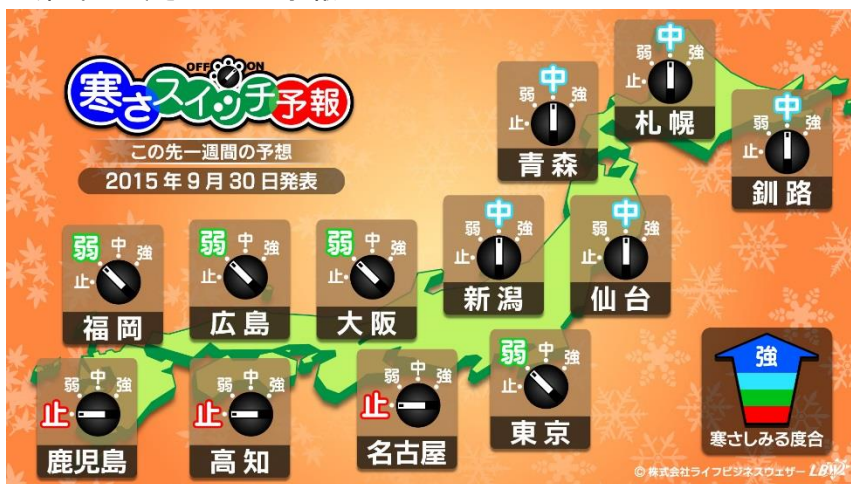 OFF ON
寒さスイッチ予報
この先一週間の予想
2015年9月30日発表
止 弱 中 強
札幌
止 弱 中 強
青森
止 弱 中 強
釧路
止 弱 中 強
新潟
止 弱 中 強
仙台
止 弱 中 強
福岡
止 弱 中 強
広島
止 弱 中 強
大阪
止 弱 中 強
鹿児島
止 弱 中 強
高知
止 弱 中 強
名古屋
止 弱 中 強
東京
強
寒さしみる度合
© 株式会社ライフビジネスウェザー LBW